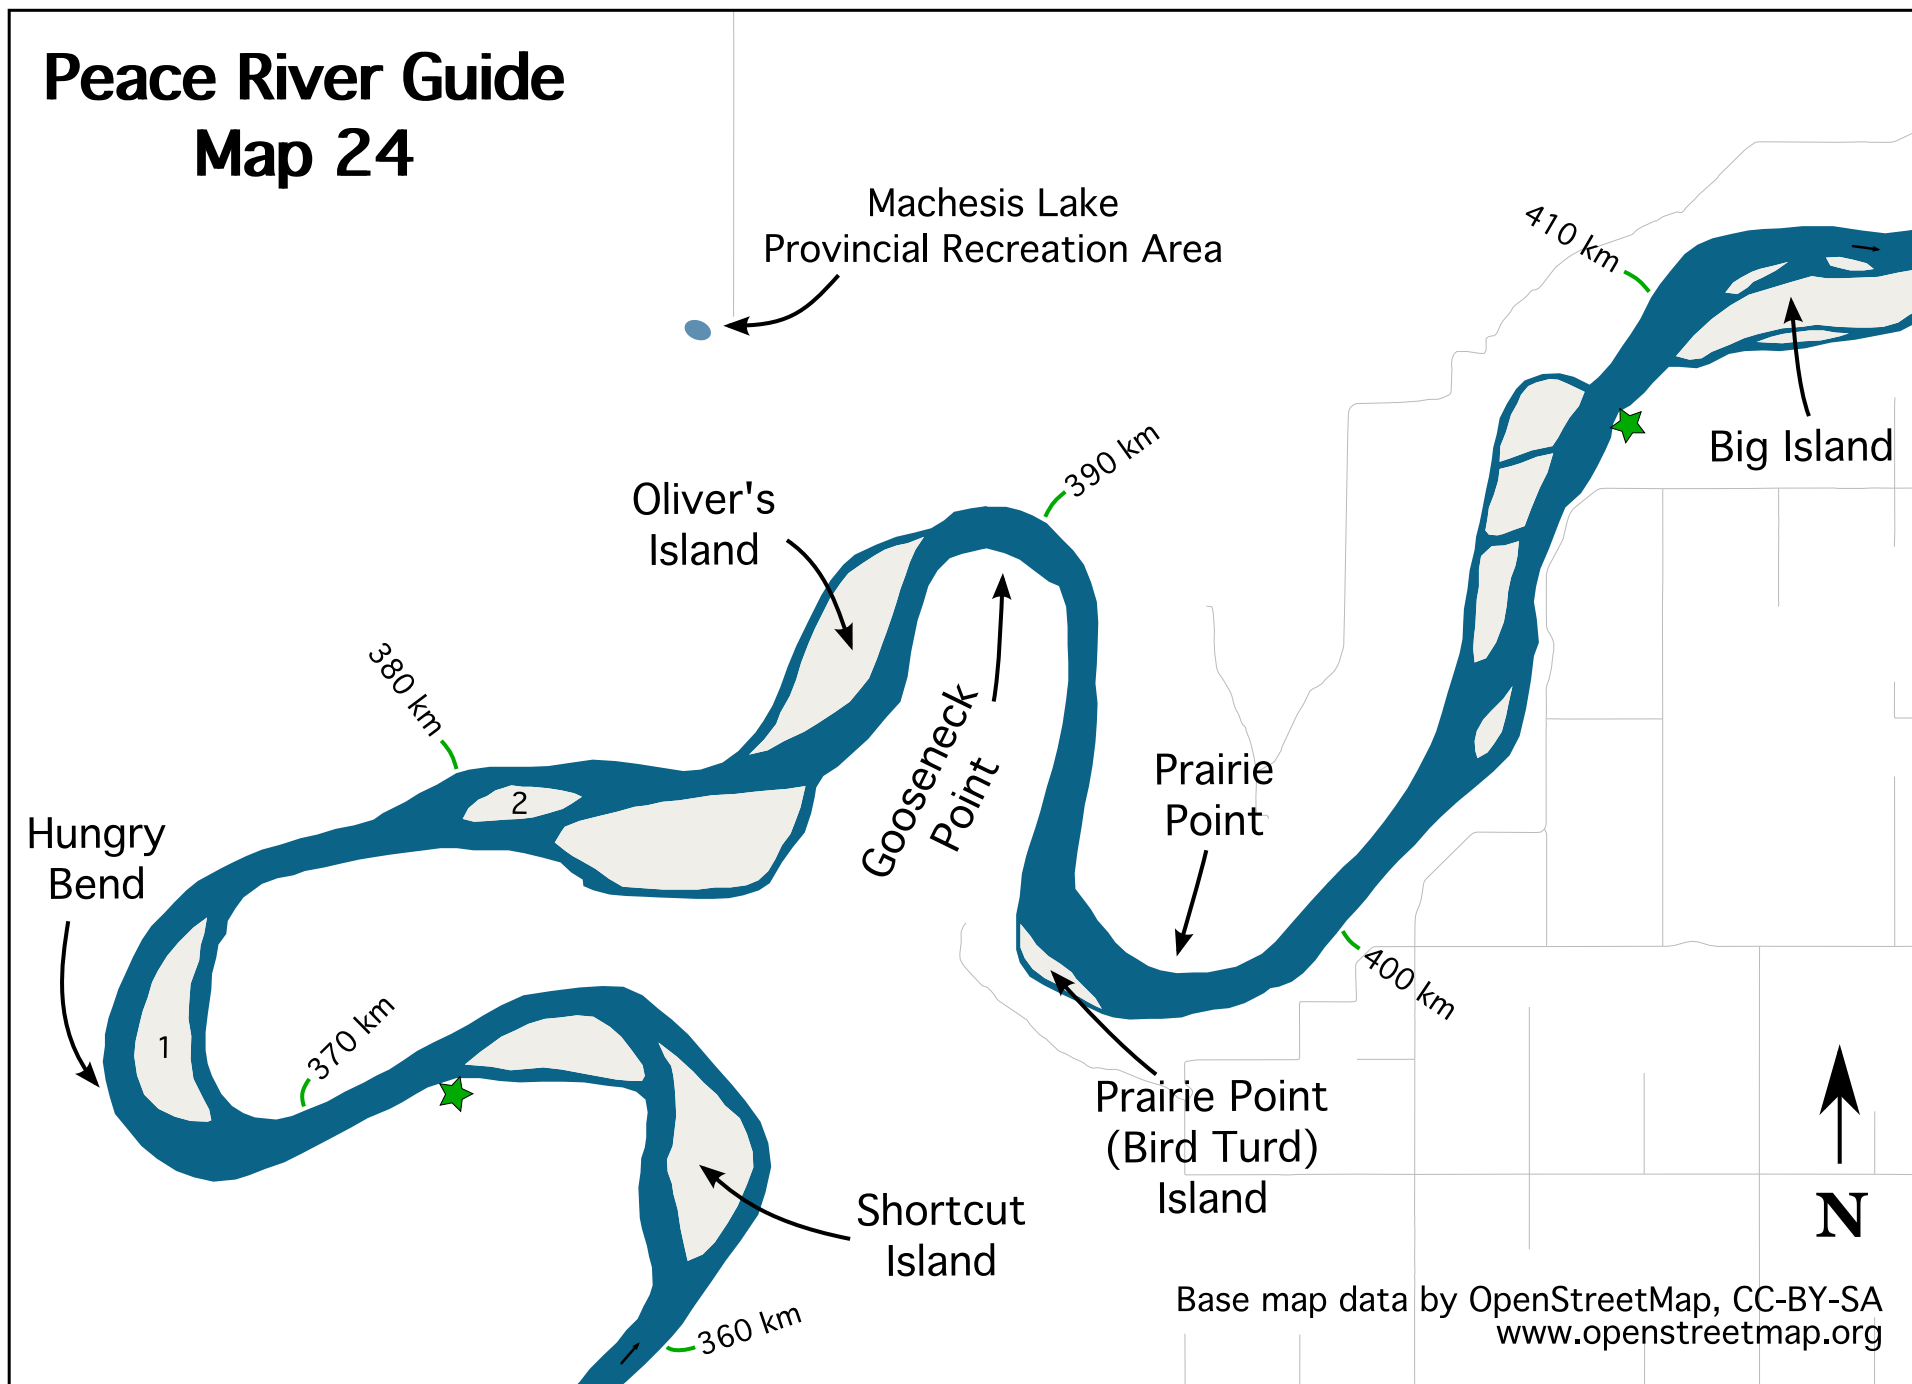 Peace River Guide
Map 24
Machesis Lake
Provincial Recreation Area
410 km
Big Island
390 km
Oliver's
Island
380 km
Gooseneck
Point
Prairie
Point
2
Hungry
Bend
400 km
370 km
1
Prairie Point
(Bird Turd)
Island
Shortcut
Island
N
360 km
Base map data by OpenStreetMap, CC-BY-SA
www.openstreetmap.org